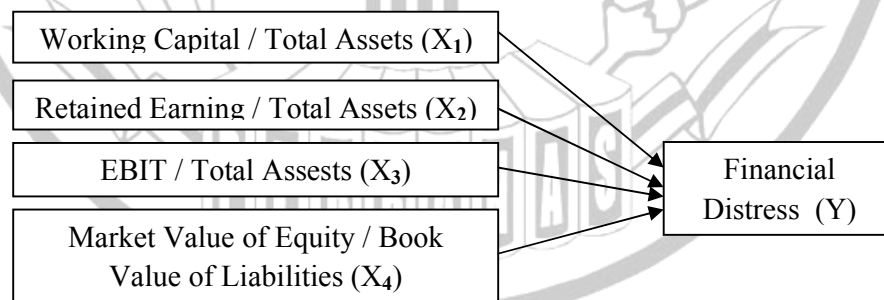 Working Capital / Total Assets (X₁)
Retained Earning / Total Assets (X₂)
EBIT / Total Assests (X₃)
Market Value of Equity / Book
Value of Liabilities (X₄)
Financial
Distress (Y)